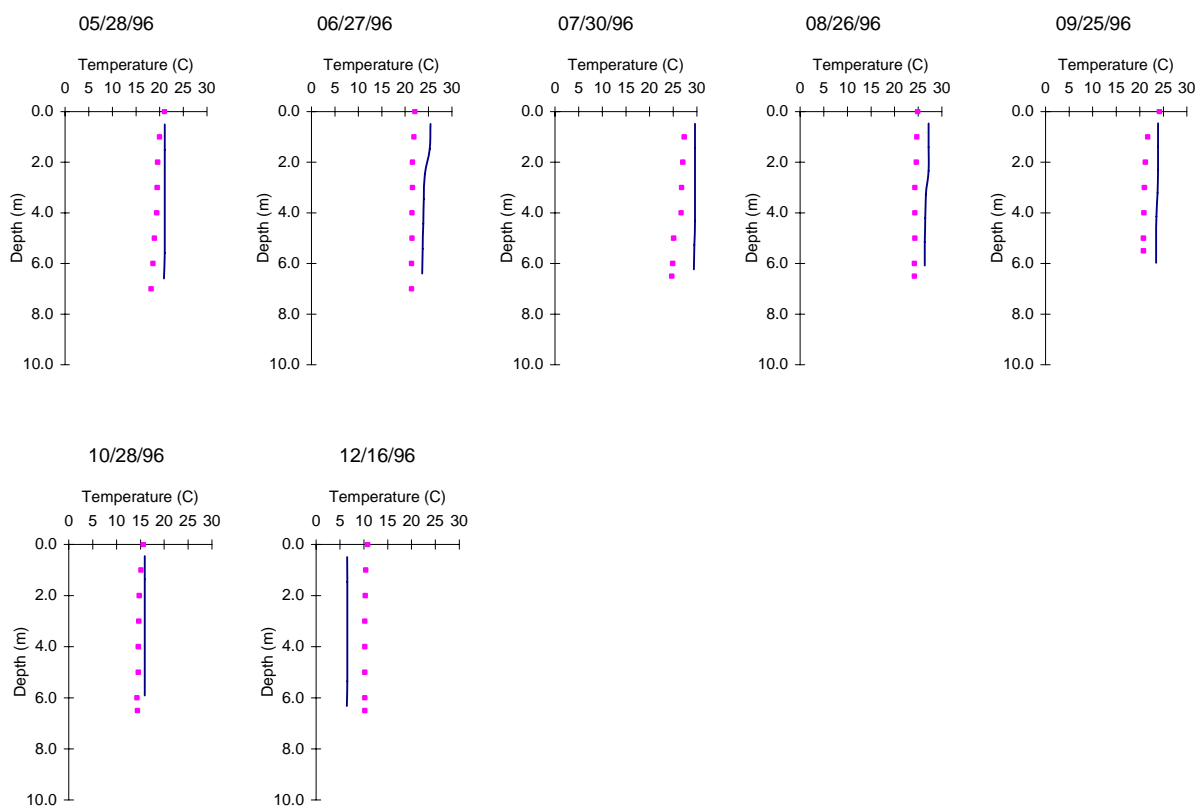 05/28/96 06/27/96 07/30/96 08/26/96 09/25/96
Temperature (C) Temperature (C) Temperature (C) Temperature (C) Temperature (C)
0 5 10 15 20 25 30 0 5 10 15 20 25 30 0 5 10 15 20 25 30 0 5 10 15 20 25 30 0 5 10 15 20 25 30
0.0 0.0 0.0 0.0 0.0
2.0 2.0 2.0 2.0 2.0
4.0 4.0 4.0 4.0 4.0
Depth (m) Depth (m) Depth (m) Depth (m) Depth (m)
6.0 6.0 6.0 6.0 6.0
8.0 8.0 8.0 8.0 8.0
10.0 10.0 10.0 10.0 10.0
10/28/96 12/16/96
Temperature (C) Temperature (C)
0 5 10 15 20 25 30 0 5 10 15 20 25 30
0.0 0.0
2.0 2.0
4.0 4.0
Depth (m) Depth (m)
6.0 6.0
8.0 8.0
10.0 10.0